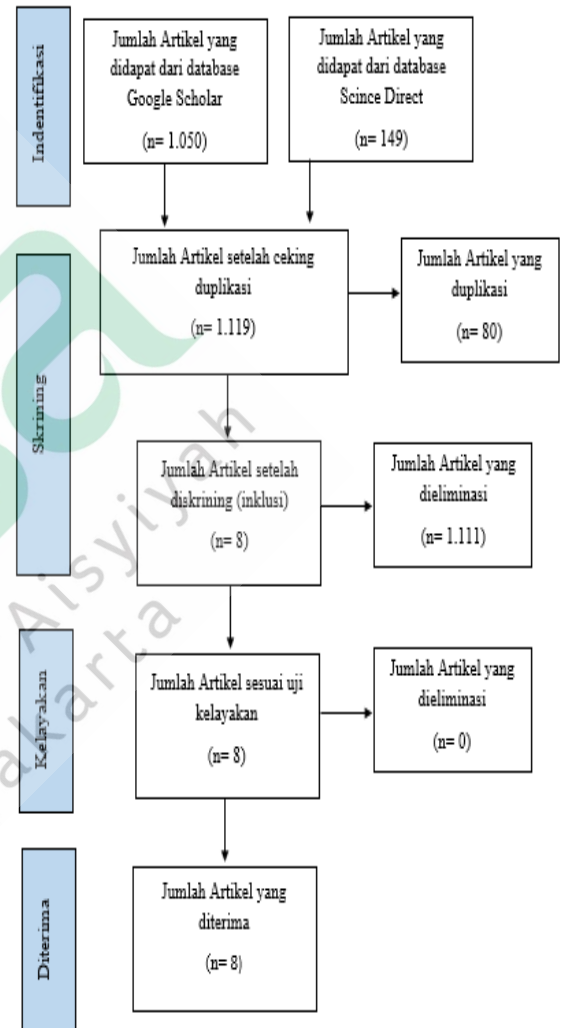 Indentifikasi
Jumlah Artikel yang
didapat dari database
Google Scholar
(n= 1.050)
Jumlah Artikel yang
didapat dari database
Scince Direct
(n= 149)
Skrining
Jumlah Artikel setelah ceking
duplikasi
(n= 1.119)
Jumlah Artikel yang
duplikasi
(n= 80)
Jumlah Artikel setelah
diskrining (inklusi)
(n= 8)
Jumlah Artikel yang
dieliminasi
(n= 1.111)
Kelayakan
Jumlah Artikel sesuai uji
kelayakan
(n= 8)
Jumlah Artikel yang
dieliminasi
(n= 0)
Diterima
Jumlah Artikel yang
diterima
(n= 8)
Aisyiyah
akarta